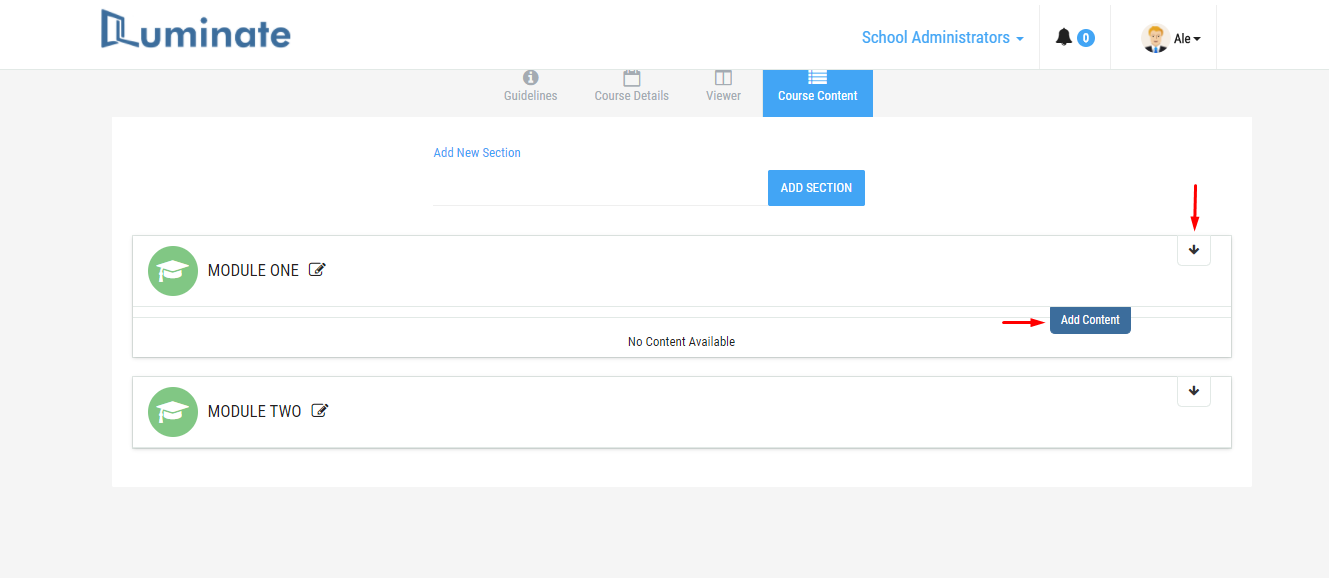 Luminate
School Administrators
0
Ale
Guidelines
Course Details
Viewer
Course Content
Add New Section
ADD SECTION
MODULE ONE
Add Content
No Content Available
MODULE TWO